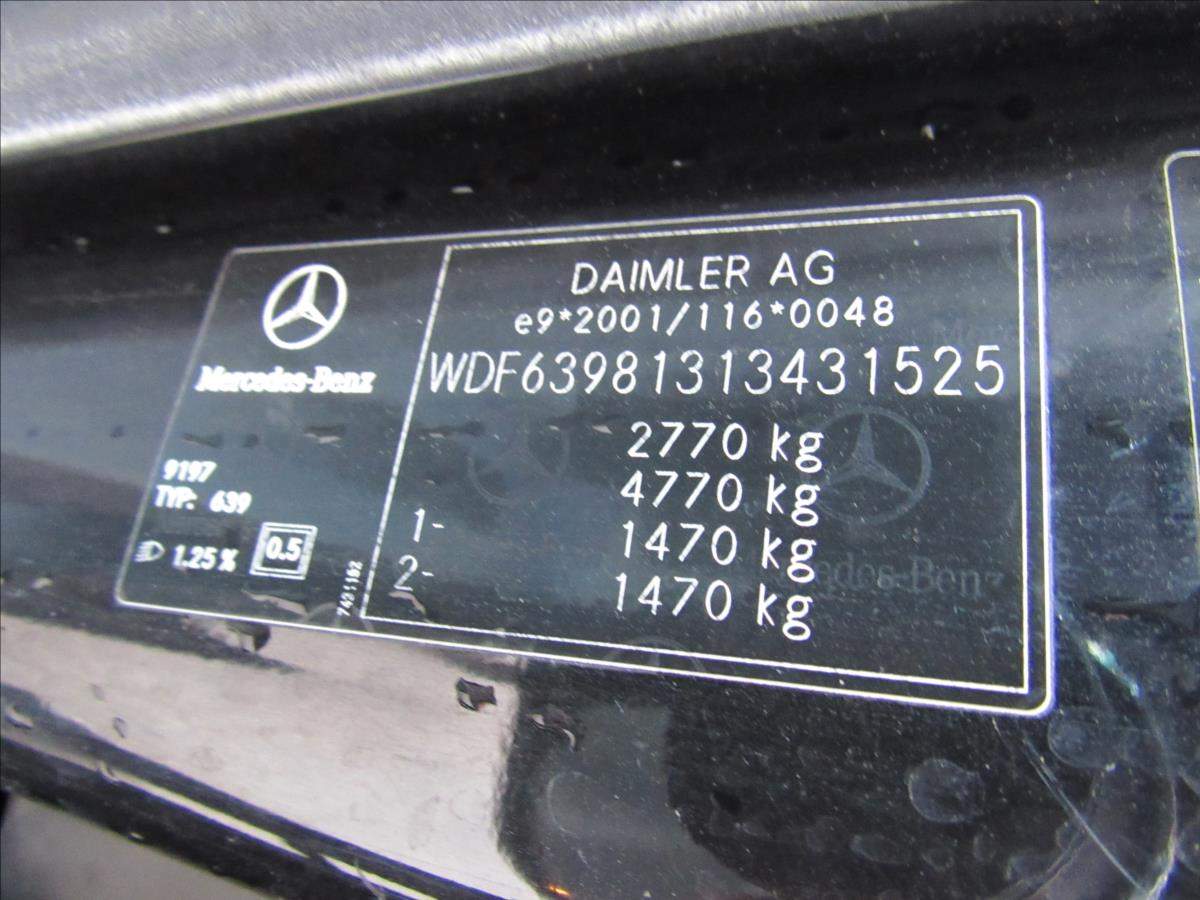 Mercedes-Benz
9197
TYP: 639
1.25 %
0.5
7421162
DAIMLER AG
e9*2001/116*0048
WDF63981313431525
2770 kg
4770 kg
1- 1470 kg
2- 1470 kg